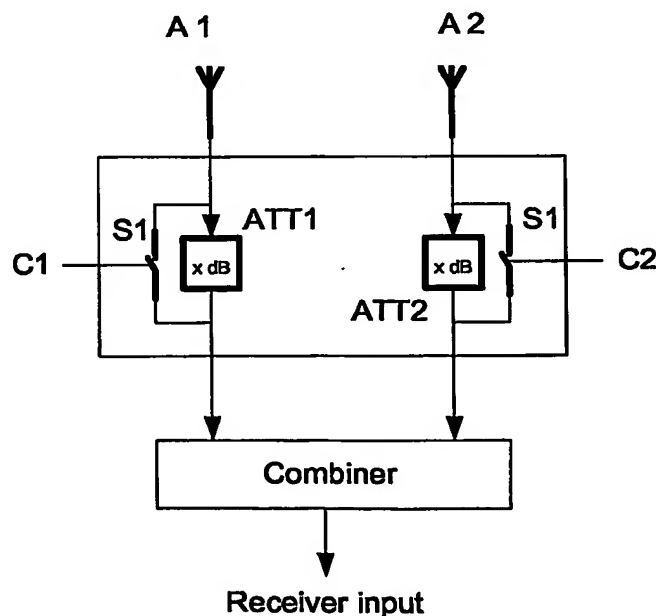 A 1
A 2
S1
ATT1
S1
C1
x dB
x dB
C2
ATT2
Combiner
Receiver input